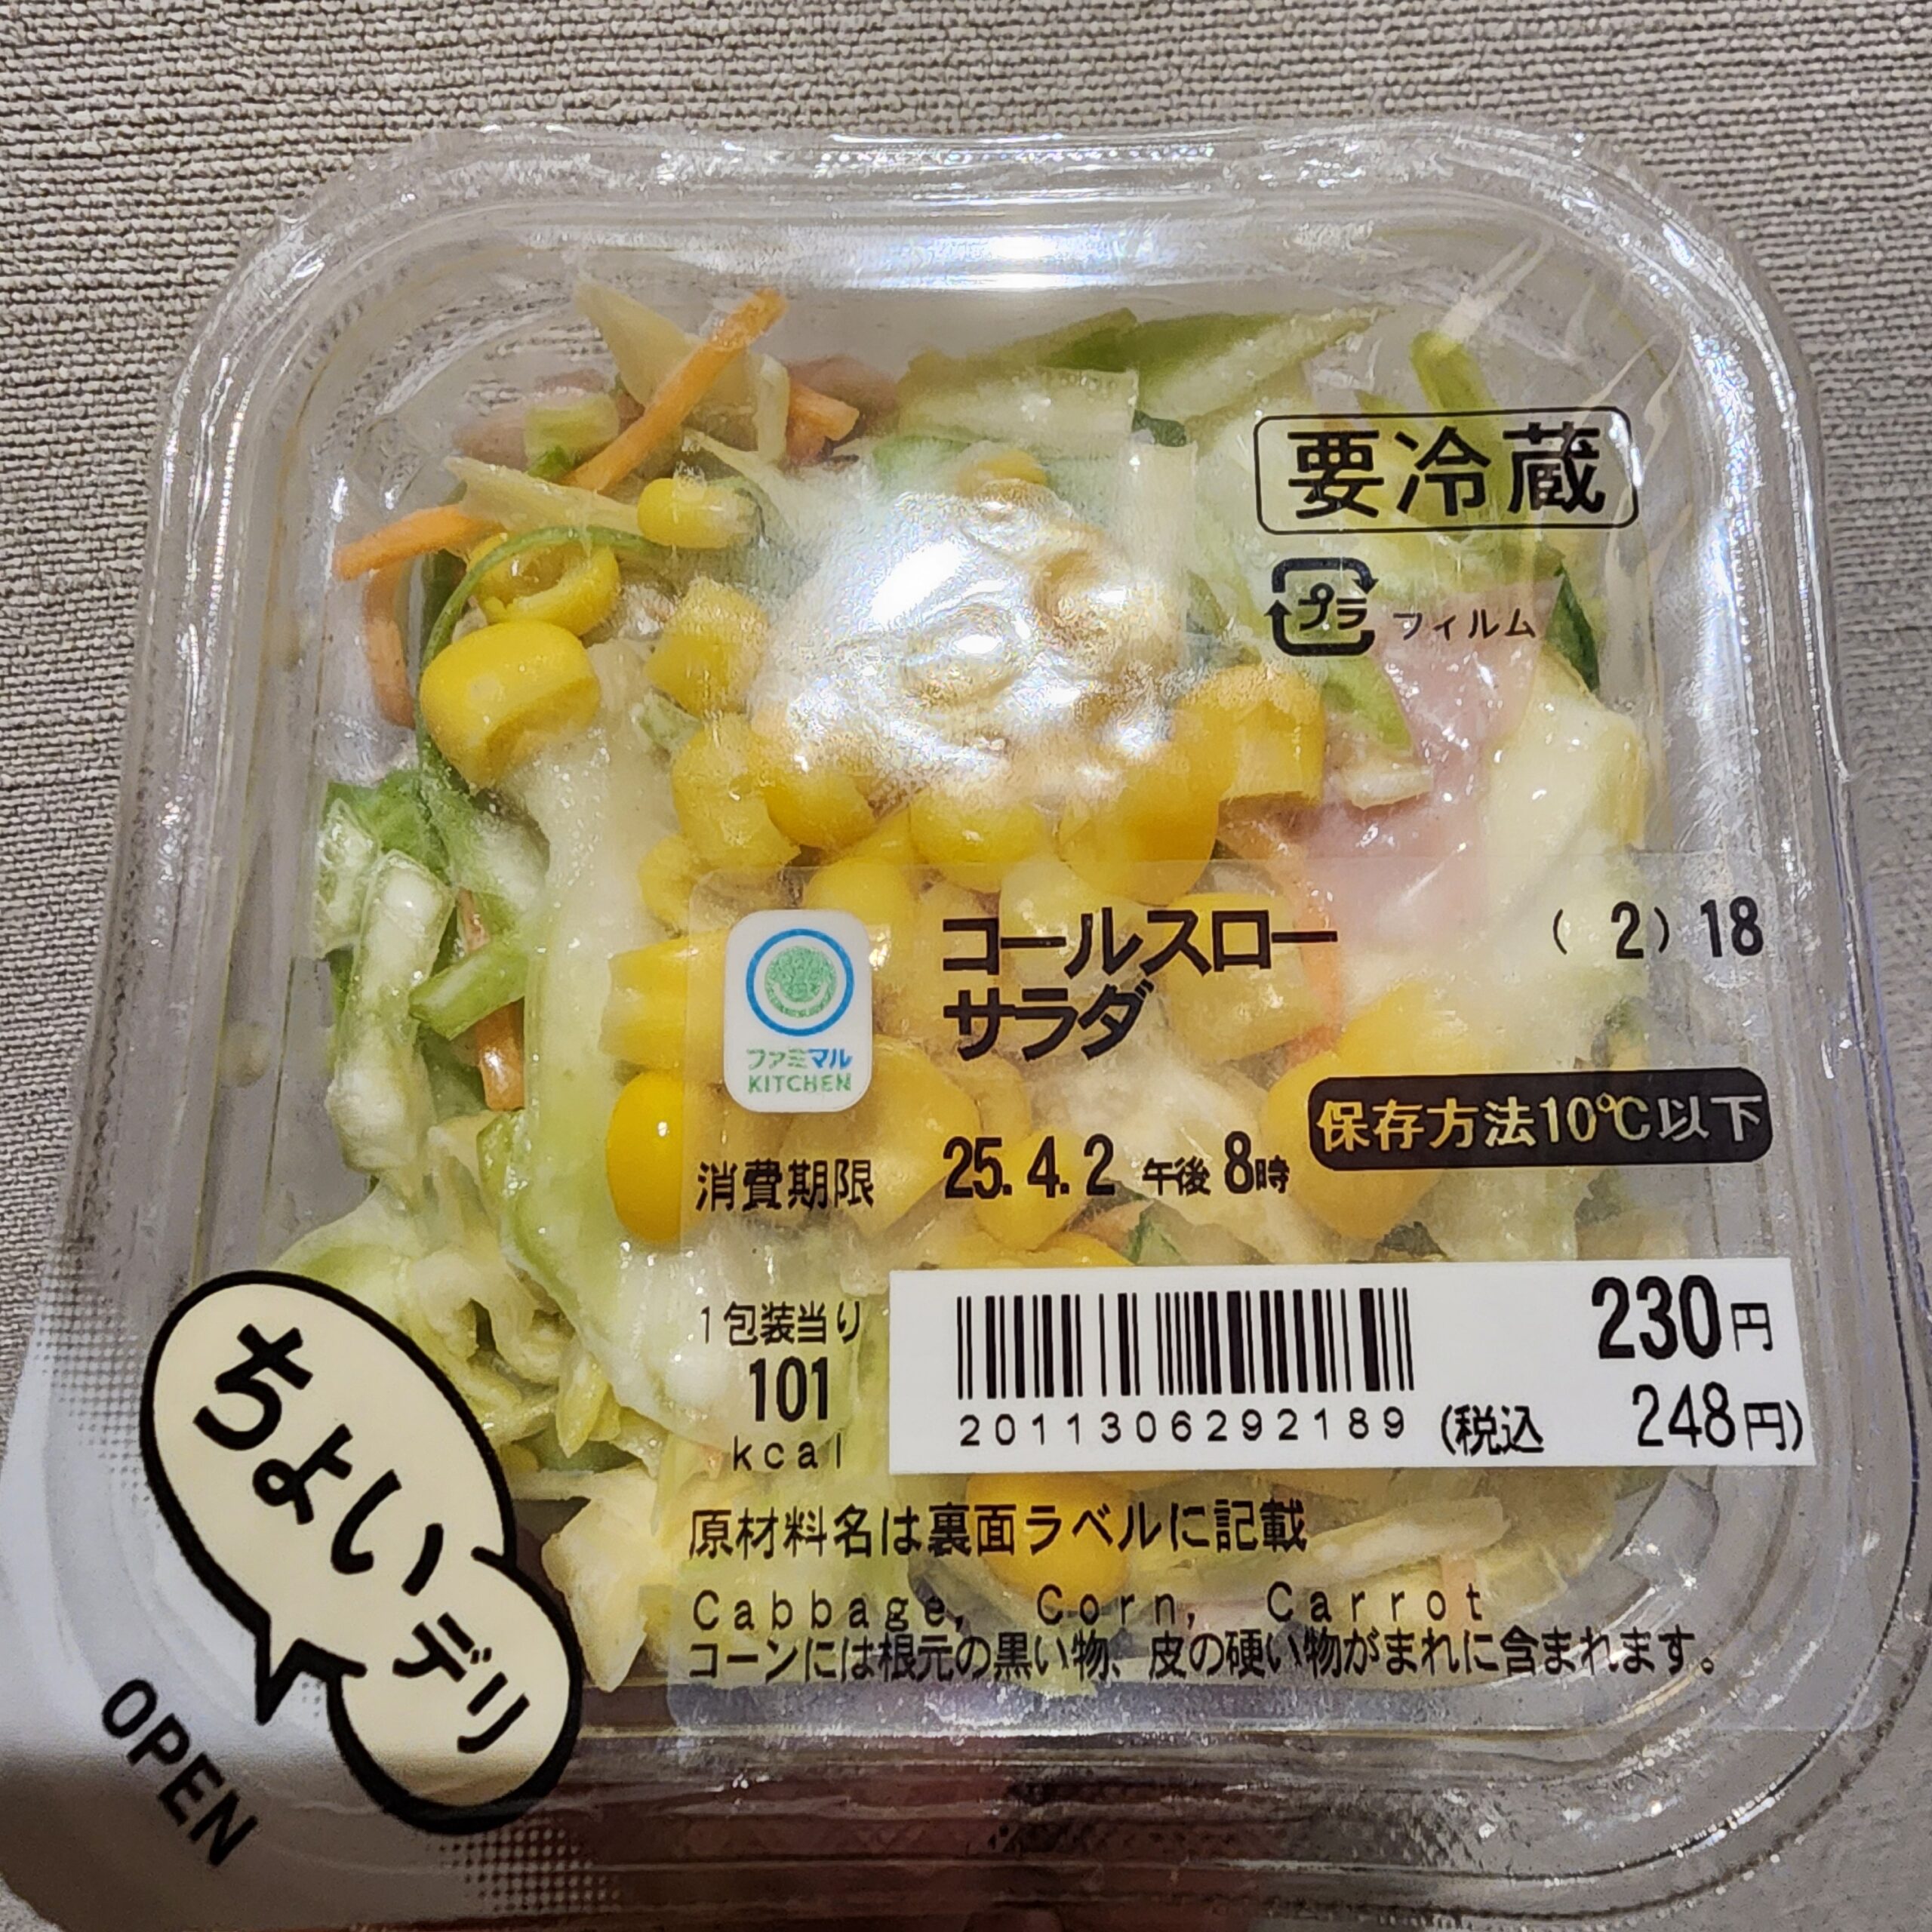 要冷蔵
プラ フィルム
コールスロー
サラダ
( 2) 18
ファミマル
KITCHEN
保存方法10℃以下
消費期限 25. 4. 2 午後 8時
1包装当り
101
kcal
230円
2011306292189
(税込 248円)
原材料名は裏面ラベルに記載
Cabbage, Corn, Carrot
コーンには根元の黒い物、皮の硬い物がまれに含まれます。
ちょい
デリ
OPEN